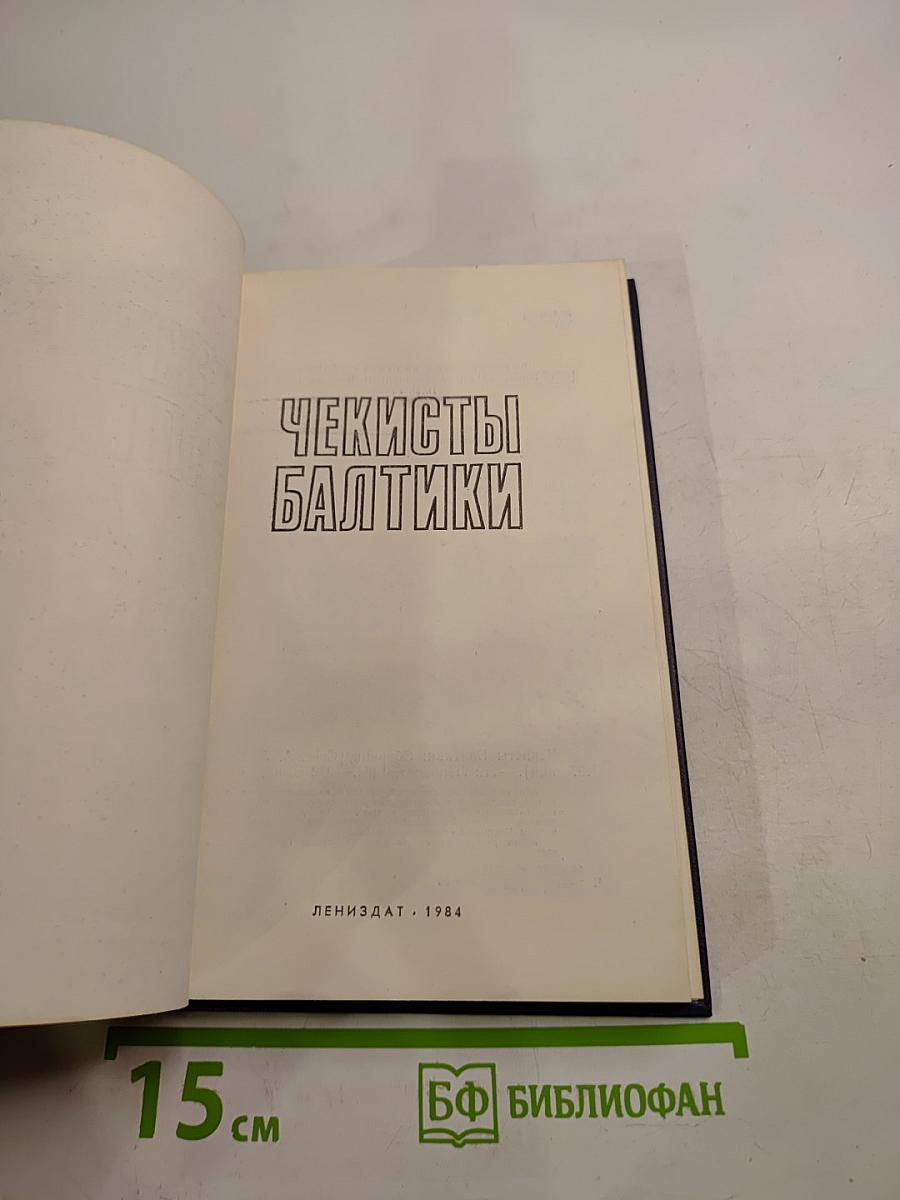 ЧЕКИСТЫ
БАЛТИКИ
ЛЕНИЗДАТ • 1984
15 см
БФ БИБЛИОФАН